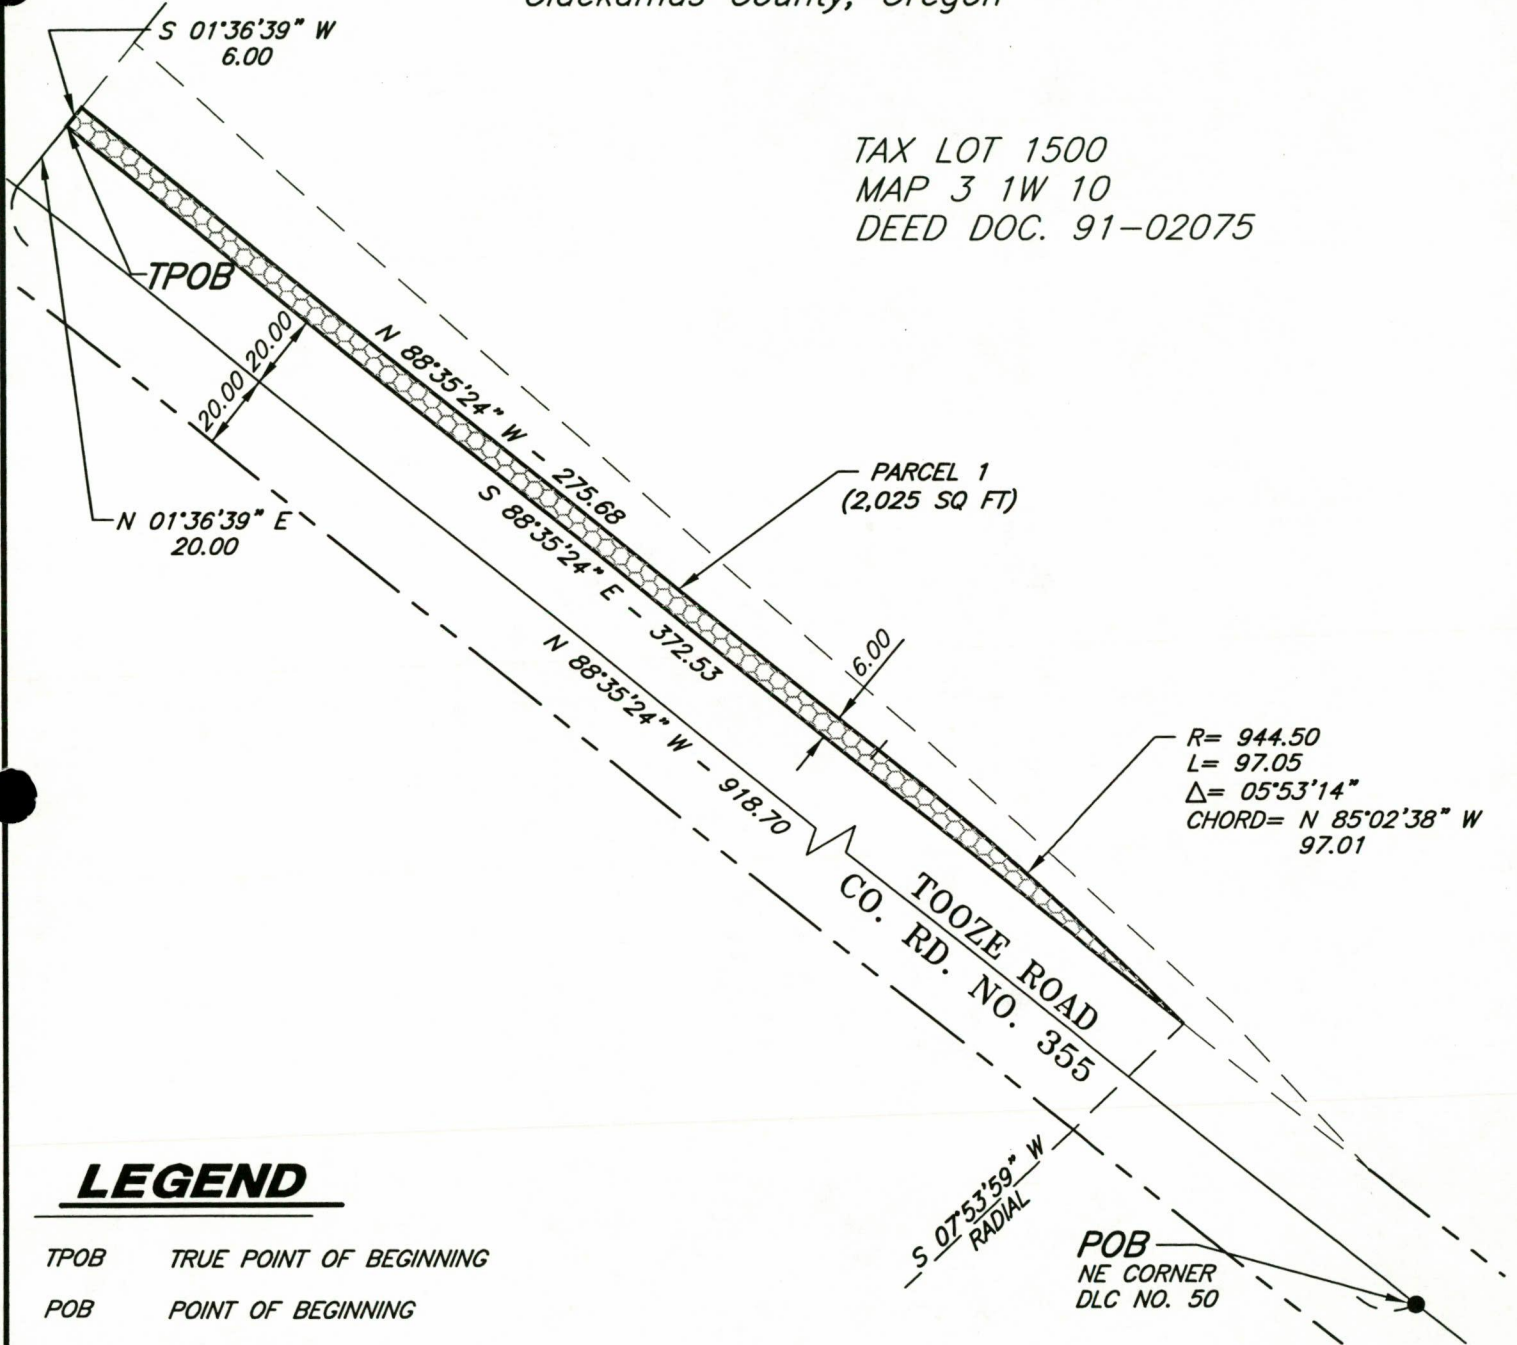 Clackamas County, Oregon
S 01°36'39" W
6.00
TAX LOT 1500
MAP 3 1W 10
DEED DOC. 91-02075
TPOB
20.00
20.00
N 88°35'24" W - 275.68
S 88°35'24" E - 372.53
N 88°35'24" W - 918.70
N 01°36'39" E
20.00
PARCEL 1
(2,025 SQ FT)
6.00
R= 944.50
L= 97.05
Δ= 05°53'14"
CHORD= N 85°02'38" W
97.01
TOOZE ROAD
CO. RD. NO. 355
S 07°53'59" W
RADIAL
POB
NE CORNER
DLC NO. 50
LEGEND
TPOB TRUE POINT OF BEGINNING
POB POINT OF BEGINNING